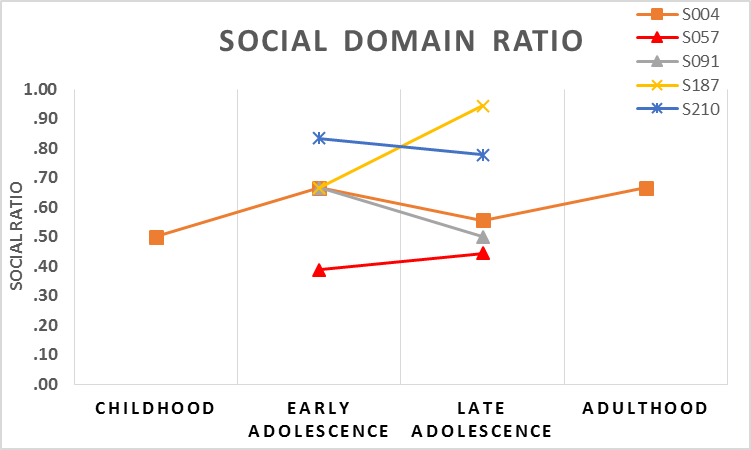 SOCIAL DOMAIN RATIO
S004
S057
S091
S187
S210
SOCIAL RATIO
1.00
.90
.80
.70
.60
.50
.40
.30
.20
.10
.00
CHILDHOOD
EARLY
ADOLESCENCE
LATE
ADOLESCENCE
ADULTHOOD